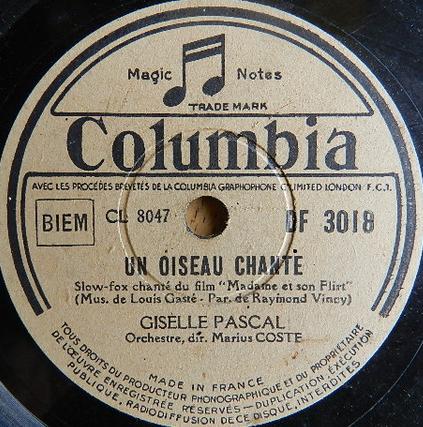 Magic Notes
TRADE MARK
Columbia
AVEC LES PROCÉDÉS BREVETÉS DE LA COLUMBIA GRAPHOPHONE Cº LIMITED LONDON F.C.1.
BIEM CL 8047 DF 3018
UN OISEAU CHANTE
Slow-fox chanté du film "Madame et son Flirt"
(Mus. de Louis Gasté - Par. de Raymond Vincy)
GISELLE PASCAL
Orchestre, dir. Marius COSTE
MADE IN FRANCE
TOUS DROITS DU PRODUCTEUR PHONOGRAPHIQUE ET DU PROPRIÉTAIRE
DE L'ŒUVRE ENREGISTRÉE RÉSERVÉS - DUPLICATION, EXÉCUTION
PUBLIQUE, RADIODIFFUSION DE CE DISQUE, INTERDITES